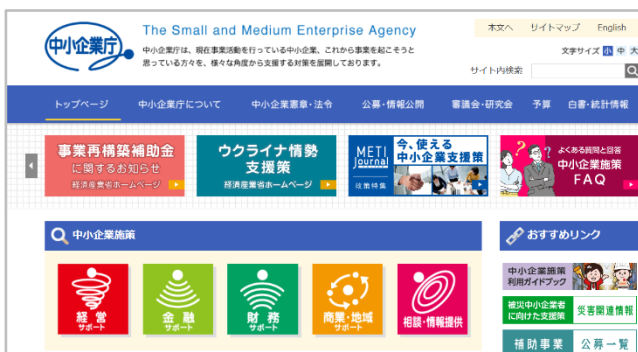 中小企業庁
The Small and Medium Enterprise Agency
中小企業庁は、現在事業活動を行っている中小企業、これから事業を起こそうと
思っている方々を、様々な角度から支援する対策を展開しております。
本文へ サイトマップ English
文字サイズ 小 中 大
サイト内検索
トップページ 中小企業庁について 中小企業憲章・法令 公募・情報公開 審議会・研究会 予算 白書・統計情報
事業再構築補助金
に関するお知らせ
経済産業省ホームページ
ウクライナ情勢
支援策
経済産業省ホームページ
METI
Journal
政策特集
今、使える
中小企業支援策
よくある質問と回答
中小企業施策
FAQ
中小企業施策
経営
サポート
金融
サポート
財務
サポート
商業・地域
サポート
相談・情報提供
おすすめリンク
中小企業施策
利用ガイドブック
被災中小企業者
に向けた支援策
災害関連情報
補助事業 公募一覧